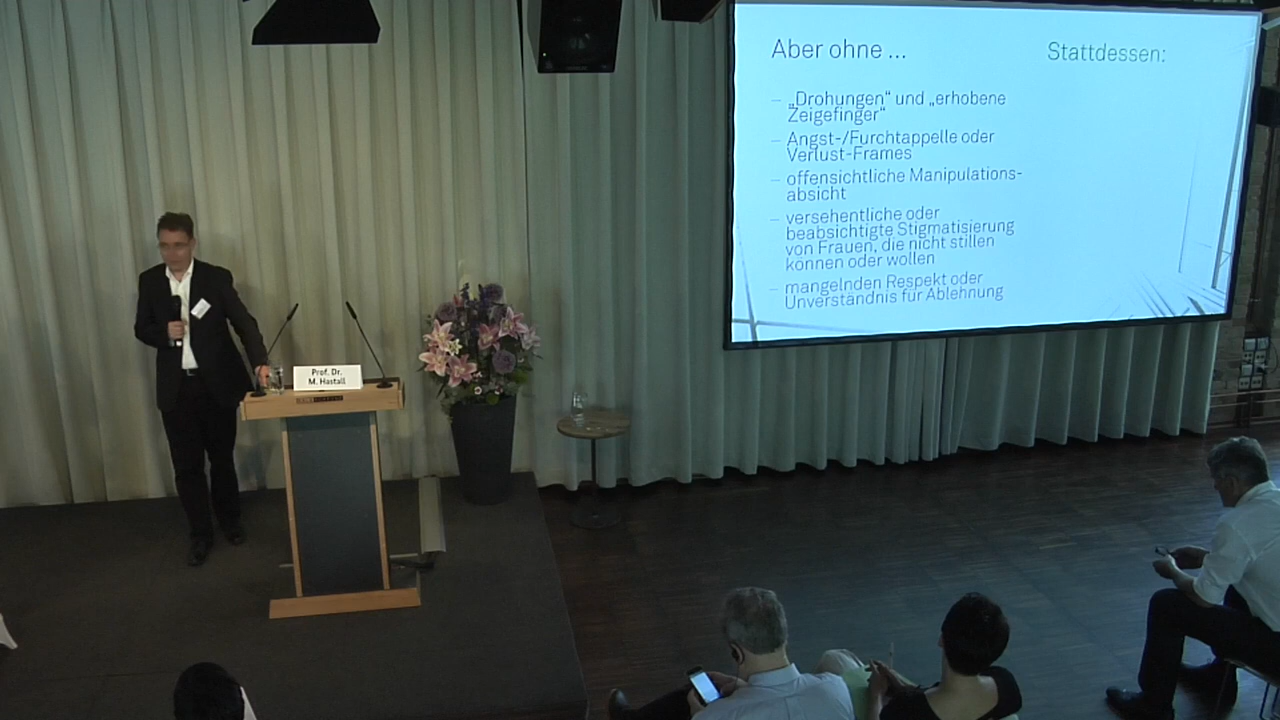 Aber ohne ...
Stattdessen:
– „Drohungen“ und „erhobene
Zeigefinger“
– Angst-/Furchtappelle oder
Verlust-Frames
– offensichtliche Manipulations-
absicht
– versehentliche oder
beabsichtigte Stigmatisierung
von Frauen, die nicht stillen
können oder wollen
– mangelnden Respekt oder
Unverständnis für Ablehnung
Prof. Dr.
M. Hastall